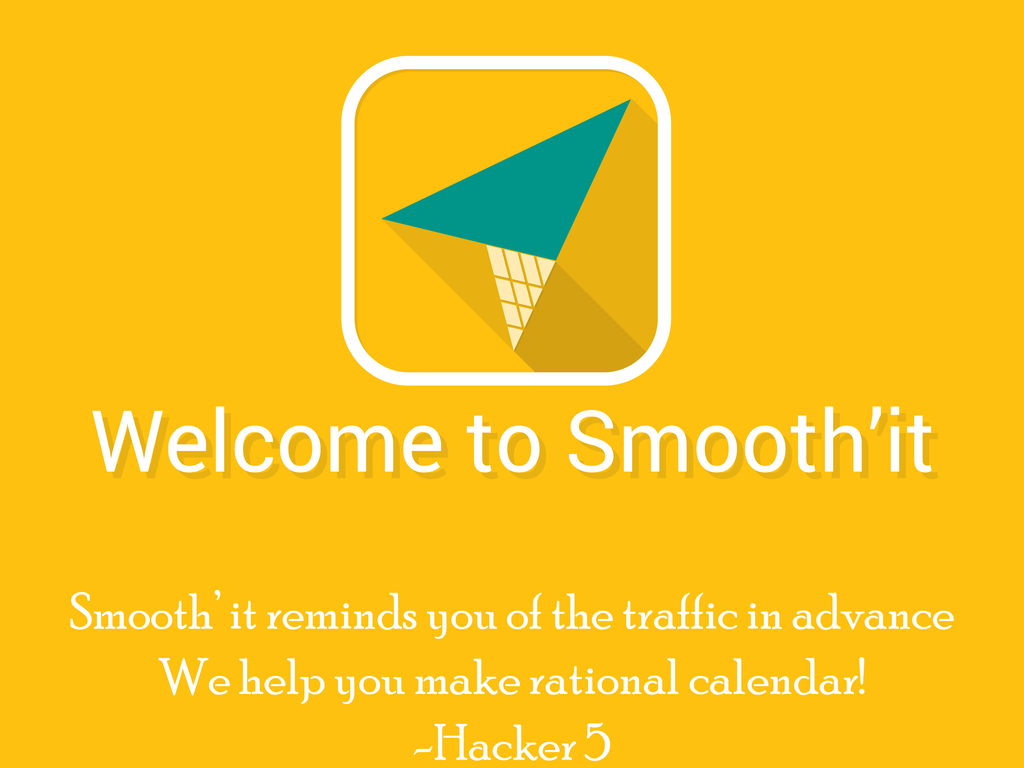 Welcome to Smooth’it
Smooth’ it reminds you of the traffic in advance
We help you make rational calendar!
-Hacker 5